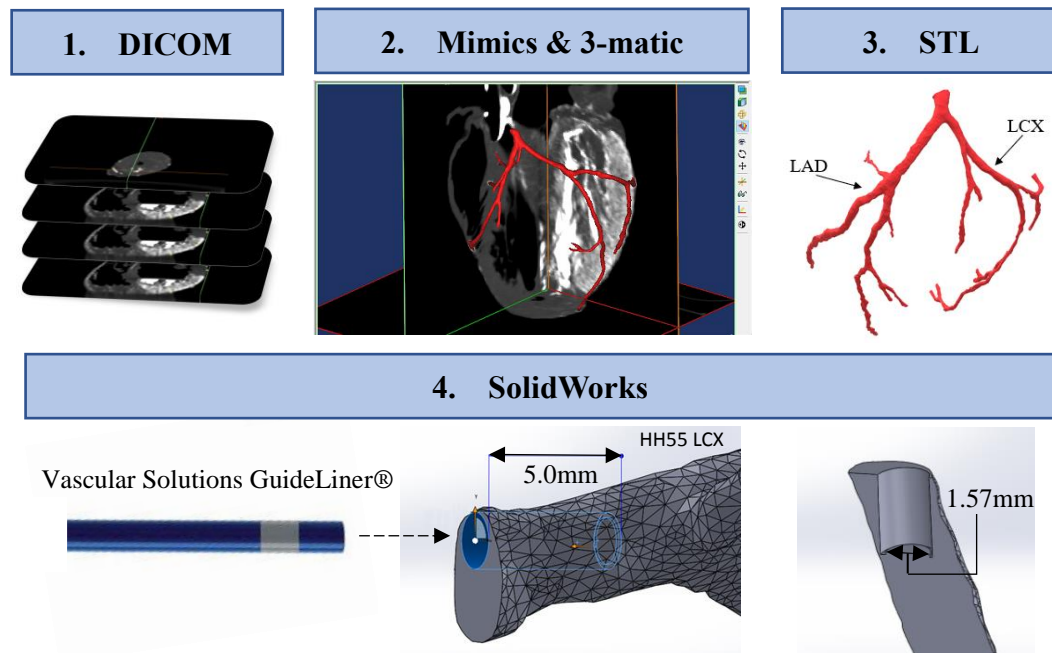 1. DICOM
2. Mimics & 3-matic
3. STL
LCX
LAD
4. SolidWorks
HH55 LCX
Vascular Solutions GuideLiner®
5.0mm
1.57mm